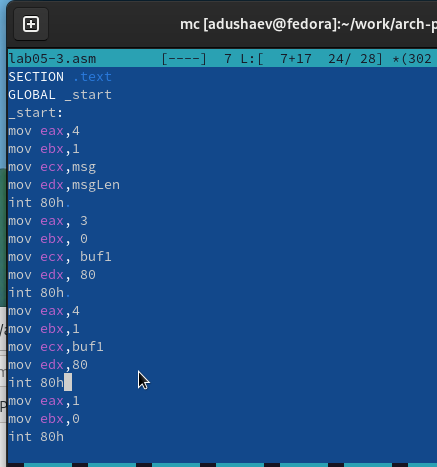 mc [adushaev@fedora]:~/work/arch-p
lab05-3.asm [----] 7 L:[ 7+17 24/ 28] *(302
SECTION .text
GLOBAL _start
_start:
mov eax,4
mov ebx,1
mov ecx,msg
mov edx,msgLen
int 80h
mov eax, 3
mov ebx, 0
mov ecx, buf1
mov edx, 80
int 80h
mov eax,4
mov ebx,1
mov ecx,buf1
mov edx,80
int 80h
mov eax,1
mov ebx,0
int 80h